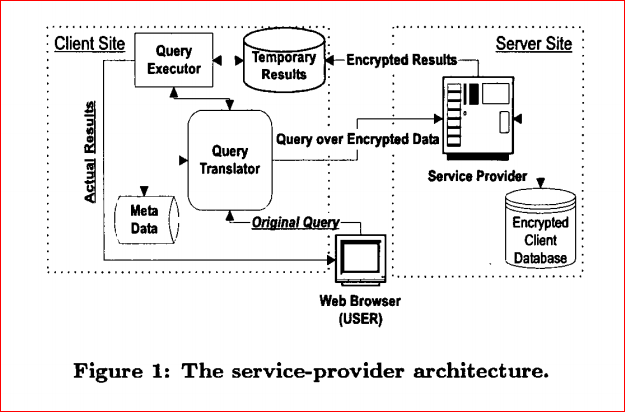 Client Site
Server Site
Query
Executor
Temporary
Results
Encrypted Results
Actual Results
Query
Translator
Query over Encrypted Data
Service Provider
Meta
Data
Original Query
Encrypted
Client
Database
Web Browser
(USER)
Figure 1: The service-provider architecture.